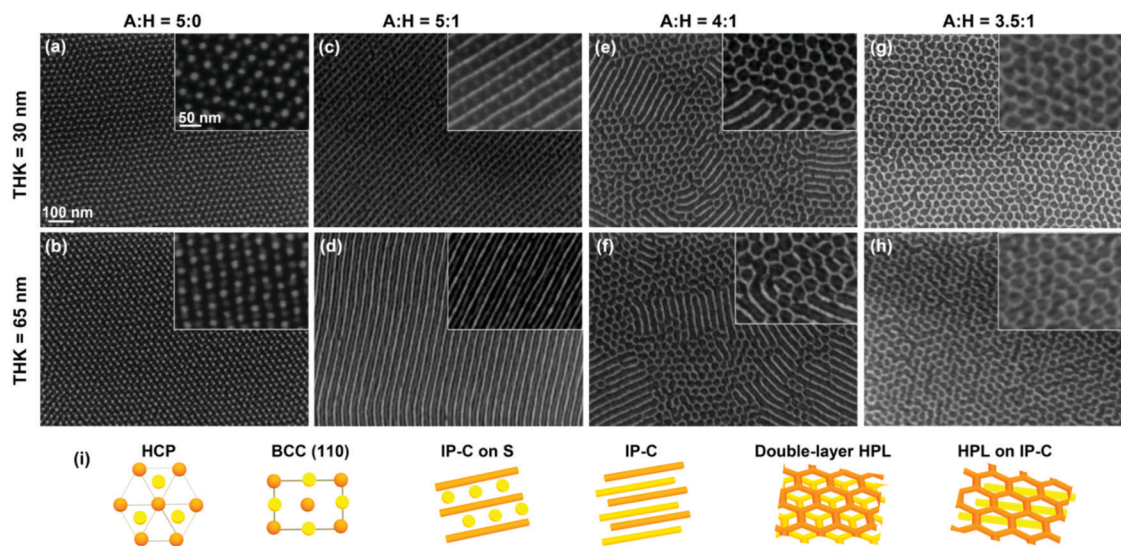 A:H = 5:0 A:H = 5:1 A:H = 4:1 A:H = 3.5:1
THK = 30 nm
(a) (c) (e) (g)
50 nm
100 nm
THK = 65 nm
(b) (d) (f) (h)
(i) HCP BCC (110) IP-C on S IP-C Double-layer HPL HPL on IP-C